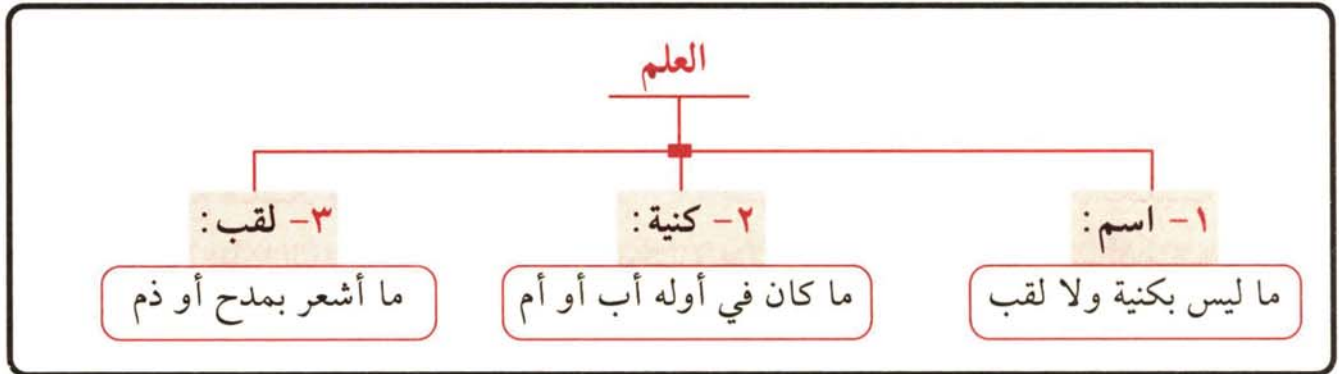 العلم
١- اسم:
ما ليس بكنية ولا لقب
٢- كنية:
ما كان في أوله أب أو أم
٣- لقب:
ما أشعر بمدح أو ذم